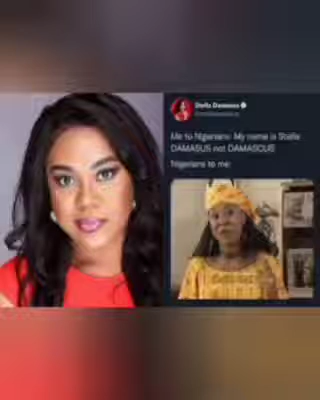 Stella Damasus
Me to Nigerians: My name is Stella
DAMASUS not DAMASCUS
Nigerians to me: